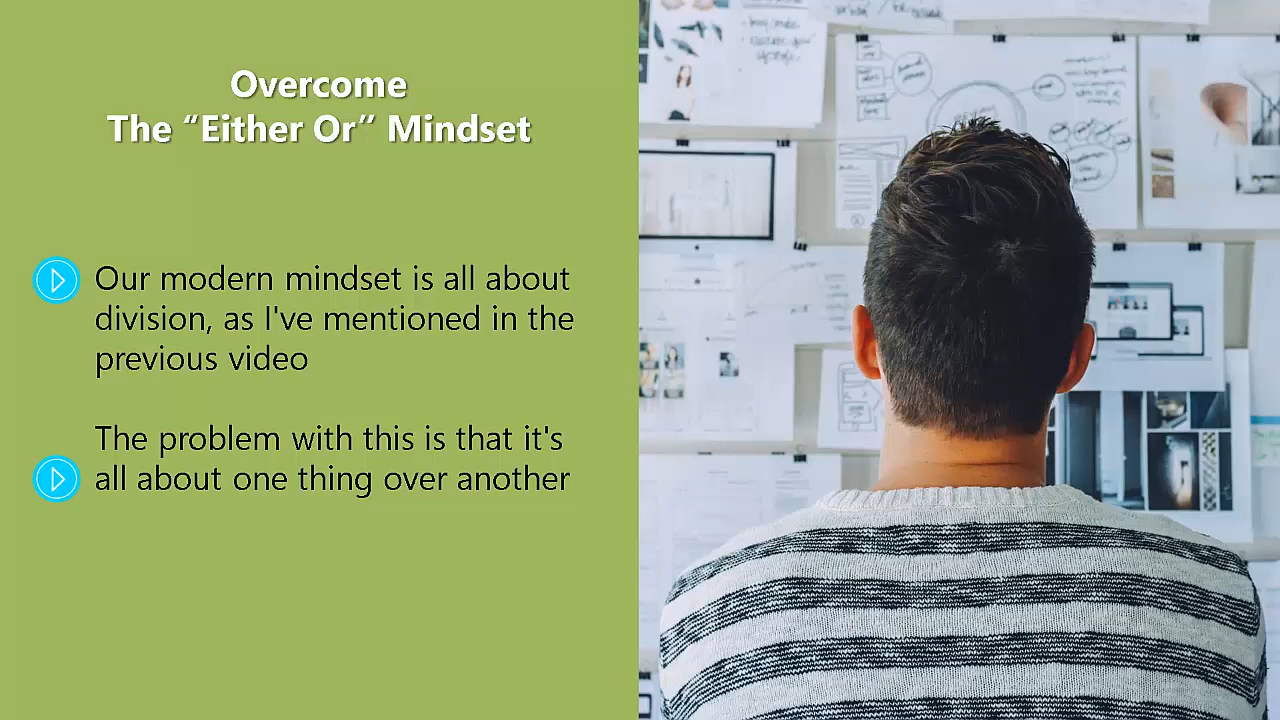 Overcome
The “Either Or” Mindset
Our modern mindset is all about
division, as I've mentioned in the
previous video
The problem with this is that it's
all about one thing over another